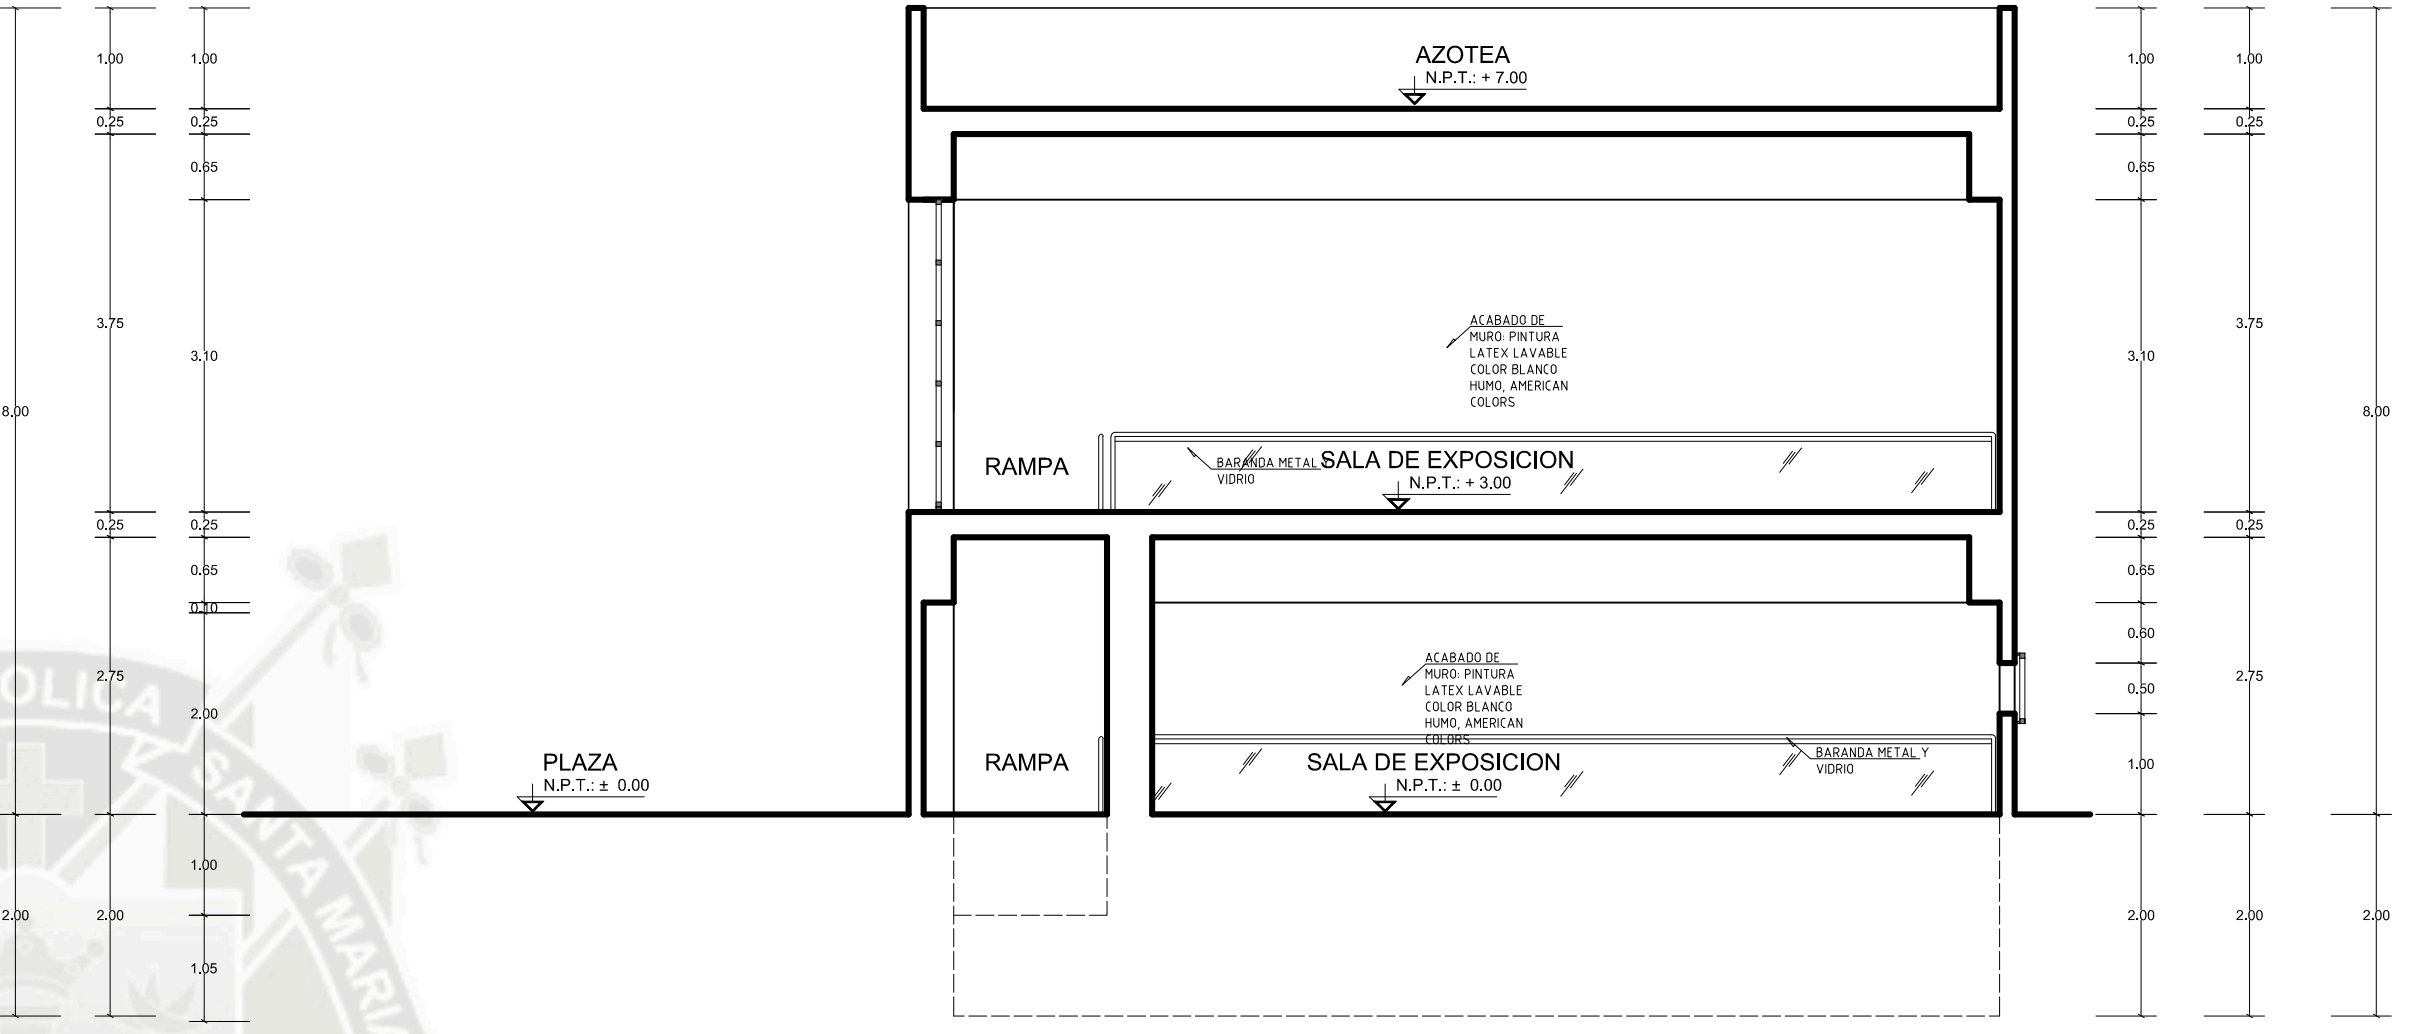 1.00
1.00
AZOTEA
N.P.T.: + 7.00
1.00
1.00
0.25
0.25
0.25
0.25
0.65
0.65
3.75
3.10
ACABADO DE
MURO: PINTURA
LATEX LAVABLE
COLOR BLANCO
HUMO, AMERICAN
COLORS
3.10
3.75
8.00
8.00
RAMPA
BARANDA METAL Y
VIDRIO
SALA DE EXPOSICION
N.P.T.: + 3.00
0.25
0.25
0.25
0.25
0.65
0.65
0.10
0.60
2.75
2.00
ACABADO DE
MURO: PINTURA
LATEX LAVABLE
COLOR BLANCO
HUMO, AMERICAN
COLORS
0.50
2.75
PLAZA
N.P.T.: ± 0.00
RAMPA
SALA DE EXPOSICION
N.P.T.: ± 0.00
BARANDA METAL Y
VIDRIO
1.00
1.00
2.00
2.00
1.05
2.00
2.00
2.00
OLICA SANTA MARIA